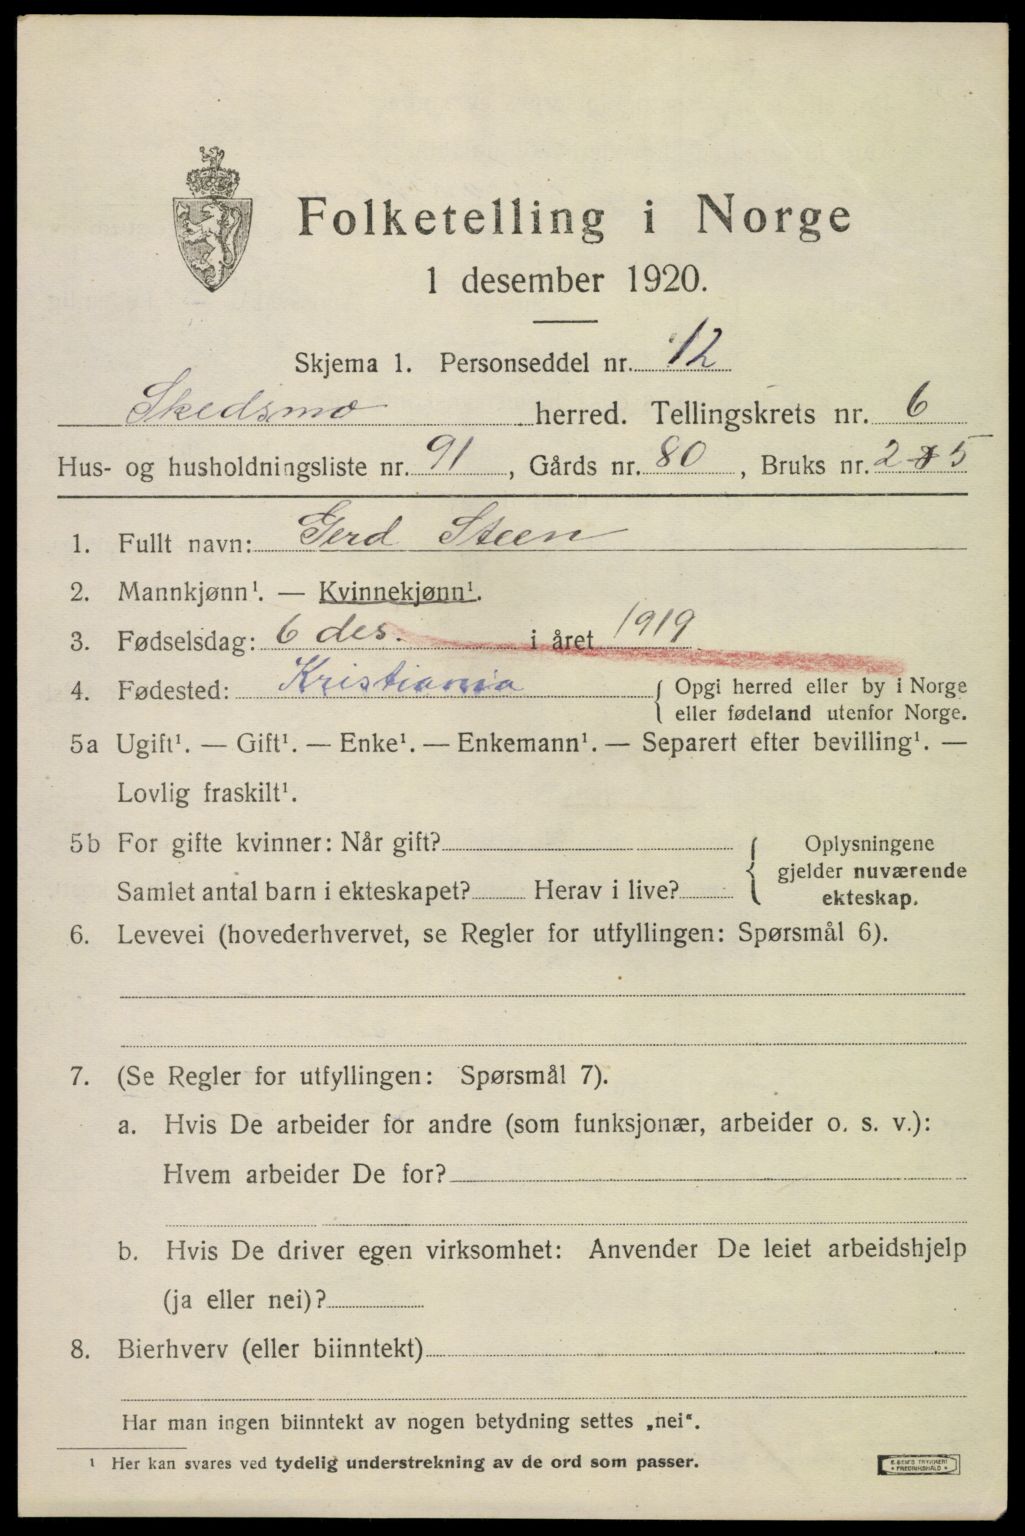 Folketelling i Norge
1 desember 1920.
Skjema 1. Personseddel nr. 12
Skedsmo herred. Tellingskrets nr. 6
Hus- og husholdningsliste nr. 91, Gårds nr. 80, Bruks nr. 2 5
1. Fullt navn: Gerd Steen
2. Mannkjønn¹. — Kvinnekjønn¹.
3. Fødselsdag: 6 des. i året 1919.
4. Fødested: Kristiania { Opgi herred eller by i Norge
eller fødeland utenfor Norge.
5a Ugift¹. — Gift¹. — Enke¹. — Enkemann¹. — Separert efter bevilling¹. —
Lovlig fraskilt¹.
5b For gifte kvinner: Når gift? { Oplysningene
gjelder nuværende
Samlet antal barn i ekteskapet? Herav i live? ekteskap.
6. Levevei (hovederhvervet, se Regler for utfyllingen: Spørsmål 6).
7. (Se Regler for utfyllingen: Spørsmål 7).
a. Hvis De arbeider for andre (som funksjonær, arbeider o. s. v.):
Hvem arbeider De for?
b. Hvis De driver egen virksomhet: Anvender De leiet arbeidshjelp
(ja eller nei)?
8. Bierhverv (eller biinntekt)
Har man ingen biinntekt av nogen betydning settes „nei“.
¹ Her kan svares ved tydelig understrekning av de ord som passer.
TRYKKERI
FREDRIKSHALD